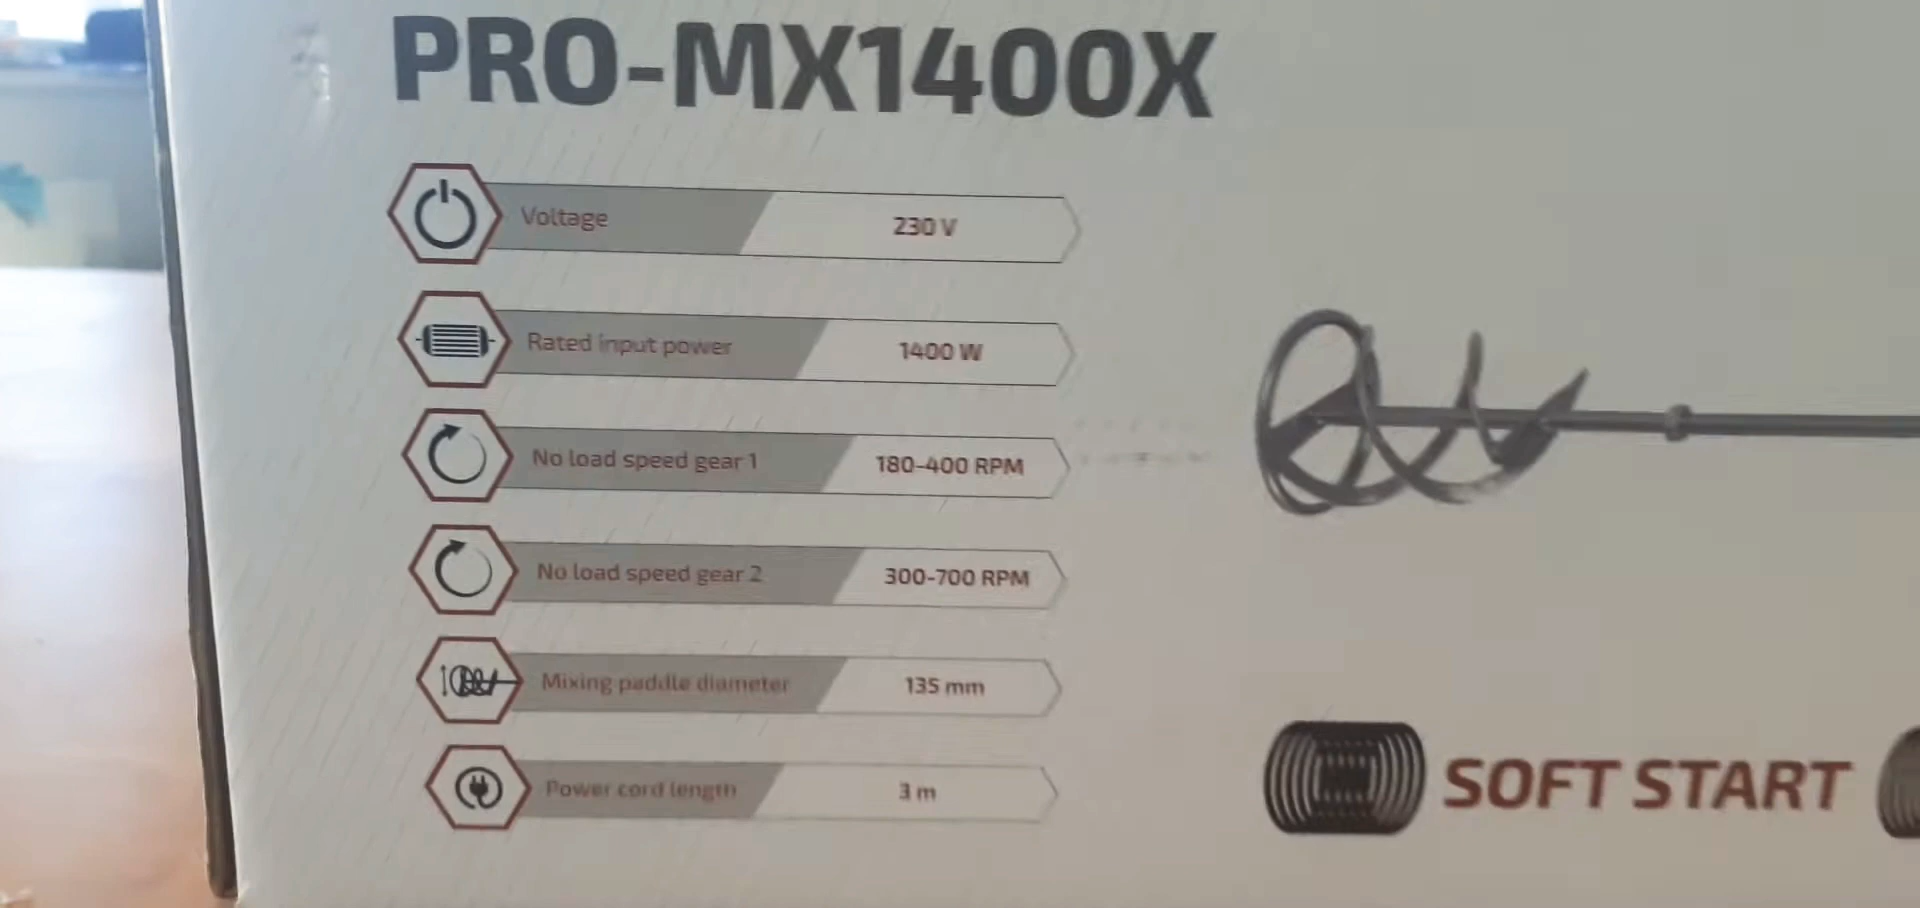 PRO-MX1400X
Voltage 230 V
Rated input power 1400 W
No load speed gear 1 180-400 RPM
No load speed gear 2 300-700 RPM
Mixing paddle diameter 135 mm
Power cord length 3 m
SOFT START